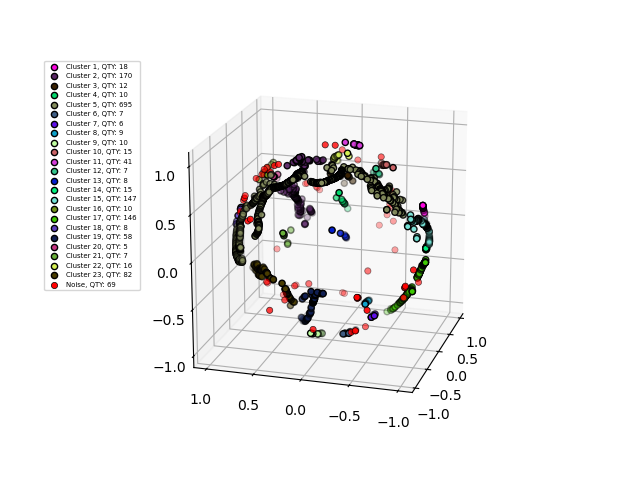 Cluster 1, QTY: 18
Cluster 2, QTY: 170
Cluster 3, QTY: 12
Cluster 4, QTY: 10
Cluster 5, QTY: 695
Cluster 6, QTY: 7
Cluster 7, QTY: 6
Cluster 8, QTY: 9
Cluster 9, QTY: 10
Cluster 10, QTY: 15
Cluster 11, QTY: 41
Cluster 12, QTY: 7
Cluster 13, QTY: 8
Cluster 14, QTY: 15
Cluster 15, QTY: 147
Cluster 16, QTY: 10
Cluster 17, QTY: 146
Cluster 18, QTY: 8
Cluster 19, QTY: 58
Cluster 20, QTY: 5
Cluster 21, QTY: 7
Cluster 22, QTY: 16
Cluster 23, QTY: 82
Noise, QTY: 69
1.0
0.5
0.0
−0.5
−1.0
1.0
0.5
0.0
−0.5
−1.0
1.0
0.5
0.0
−0.5
−1.0